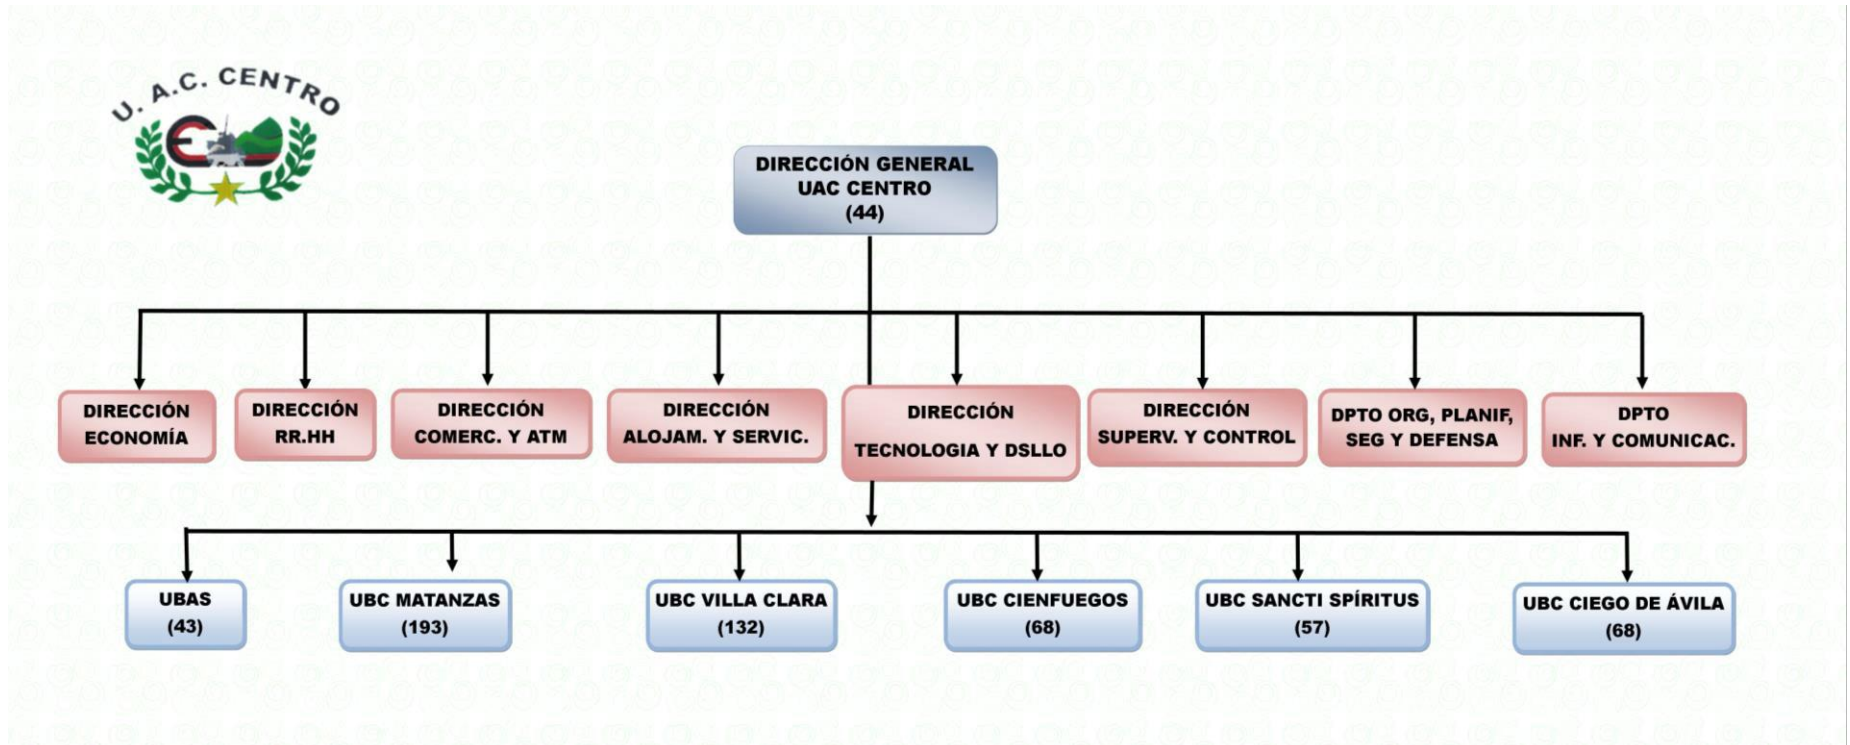 U. A.C. CENTRO
DIRECCIÓN GENERAL
UAC CENTRO
(44)
DIRECCIÓN
ECONOMÍA
DIRECCIÓN
RR.HH
DIRECCIÓN
COMERC. Y ATM
DIRECCIÓN
ALOJAM. Y SERVIC.
DIRECCIÓN
TECNOLOGIA Y DSLLO
DIRECCIÓN
SUPERV. Y CONTROL
DPTO ORG, PLANIF,
SEG Y DEFENSA
DPTO
INF. Y COMUNICAC.
UBAS
(43)
UBC MATANZAS
(193)
UBC VILLA CLARA
(132)
UBC CIENFUEGOS
(68)
UBC SANCTI SPÍRITUS
(57)
UBC CIEGO DE ÁVILA
(68)